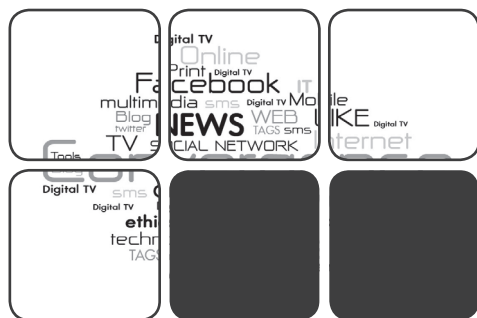 Digital TV
Online
Print Digital TV
Facebook IT
multimedia sms Digital TV Mobile
Blog NEWS WEB LIKE Digital TV
twitter TAGS sms
TV SOCIAL NETWORK Internet
Tools
Convergence
Digital TV sms
Digital TV
ethi
techn
TAGS